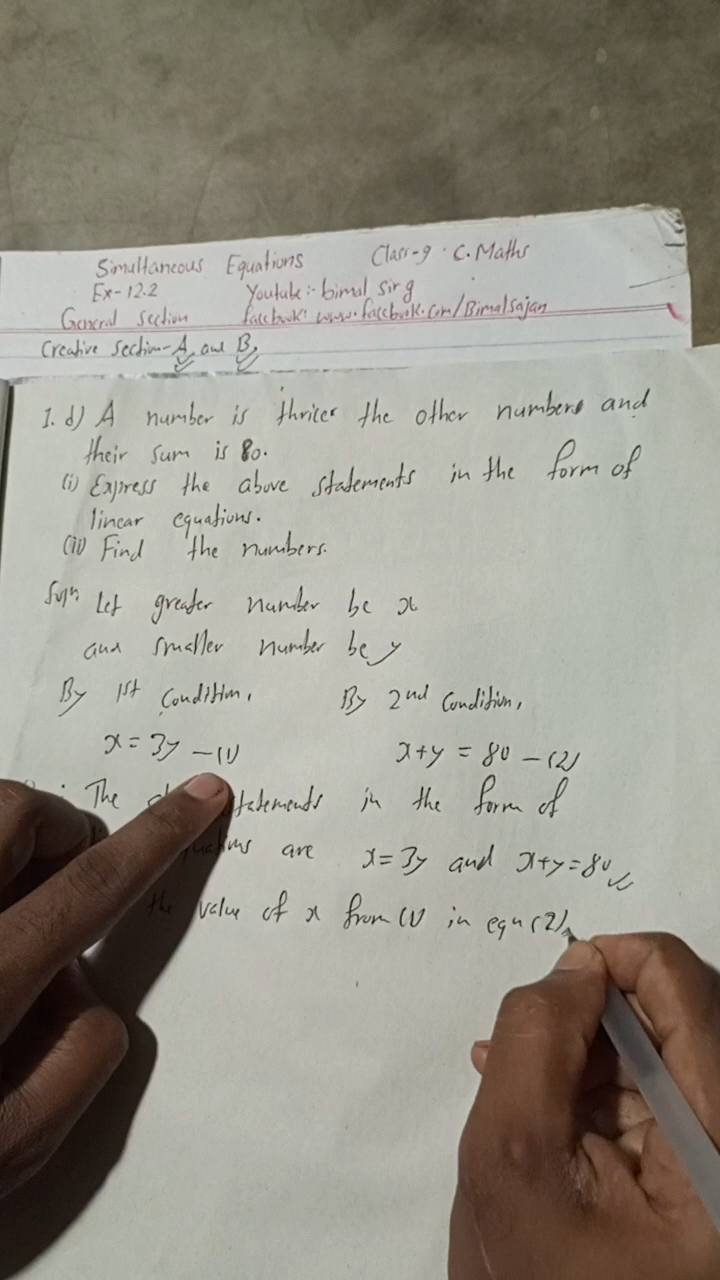 Simultaneous Equations Class-9 C. Maths
Ex-12.2 Youtube:- bimal sir g
General section facebook: www.facebook.com/Bimalsajan
Creative section-A and B
1. d) A number is thrices the other numbers and
their sum is 80.
(i) Express the above statements in the form of
linear equations.
(ii) Find the numbers.
Soln Let greater number be x
and smaller number be y
By 1st condition, By 2nd condition,
x = 3y -(1) x+y = 80 -(2)
The statements in the form of
are x=3y and x+y=80
the value of x from (1) in eqn (2),